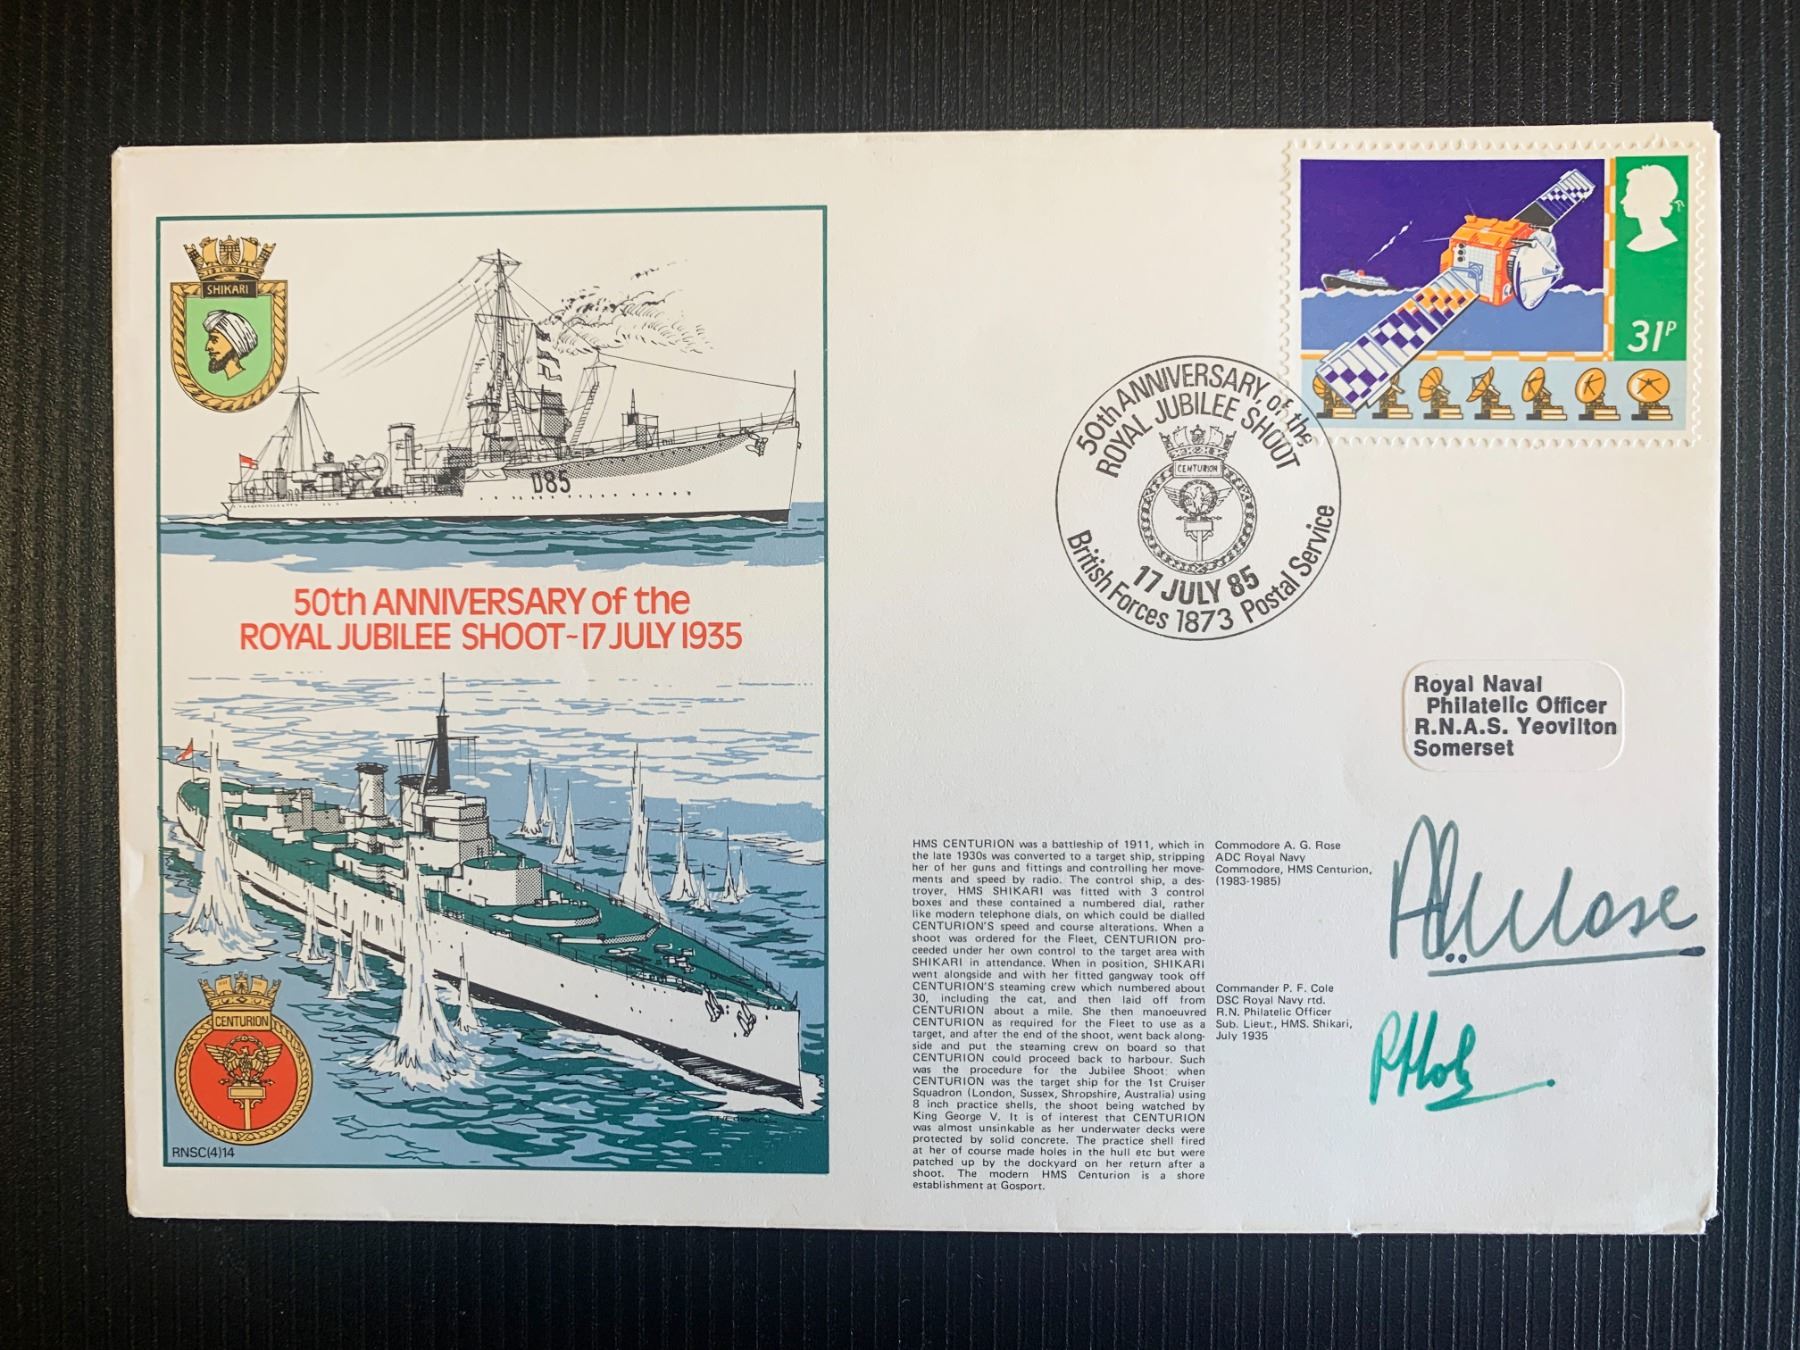 SHIKARI
D85
50th ANNIVERSARY of the
ROYAL JUBILEE SHOOT~17 JULY 1935
CENTURION
RNSC(4)14
31P
50th ANNIVERSARY of the
ROYAL JUBILEE SHOOT
CENTURION
17 JULY 85
British Forces 1873 Postal Service
Royal Naval
Philatelic Officer
R.N.A.S. Yeovilton
Somerset
HMS CENTURION was a battleship of 1911, which in
the late 1930s was converted to a target ship, stripping
her of her guns and fittings and controlling her move-
ments and speed by radio. The control ship, a des-
troyer, HMS SHIKARI was fitted with 3 control
boxes and these contained a numbered dial, rather
like modern telephone dials, on which could be dialled
CENTURION'S speed and course alterations. When a
shoot was ordered for the Fleet, CENTURION pro-
ceeded under her own control to the target area with
SHIKARI in attendance. When in position, SHIKARI
went alongside and with her fitted gangway took off
CENTURION'S steaming crew which numbered about
30, including the cat, and then laid off from
CENTURION about a mile. She then manoeuvred
CENTURION as required for the Fleet to use as a
target, and after the end of the shoot, went back along-
side and put the steaming crew on board so that
CENTURION could proceed back to harbour. Such
was the procedure for the Jubilee Shoot when
CENTURION was the target ship for the 1st Cruiser
Squadron (London, Sussex, Shropshire, Australia) using
8 inch practice shells, the shoot being watched by
King George V. It is of interest that CENTURION
was almost unsinkable as her underwater decks were
protected by solid concrete. The practice shell fired
at her of course made holes in the hull etc but were
patched up by the dockyard on her return after a
shoot. The modern HMS Centurion is a shore
establishment at Gosport.
Commodore A. G. Rose
ADC Royal Navy
Commodore, HMS Centurion,
(1983-1985)
Commander P. F. Cole
DSC Royal Navy rtd.
R.N. Philatelic Officer
Sub. Lieut., HMS. Shikari,
July 1935